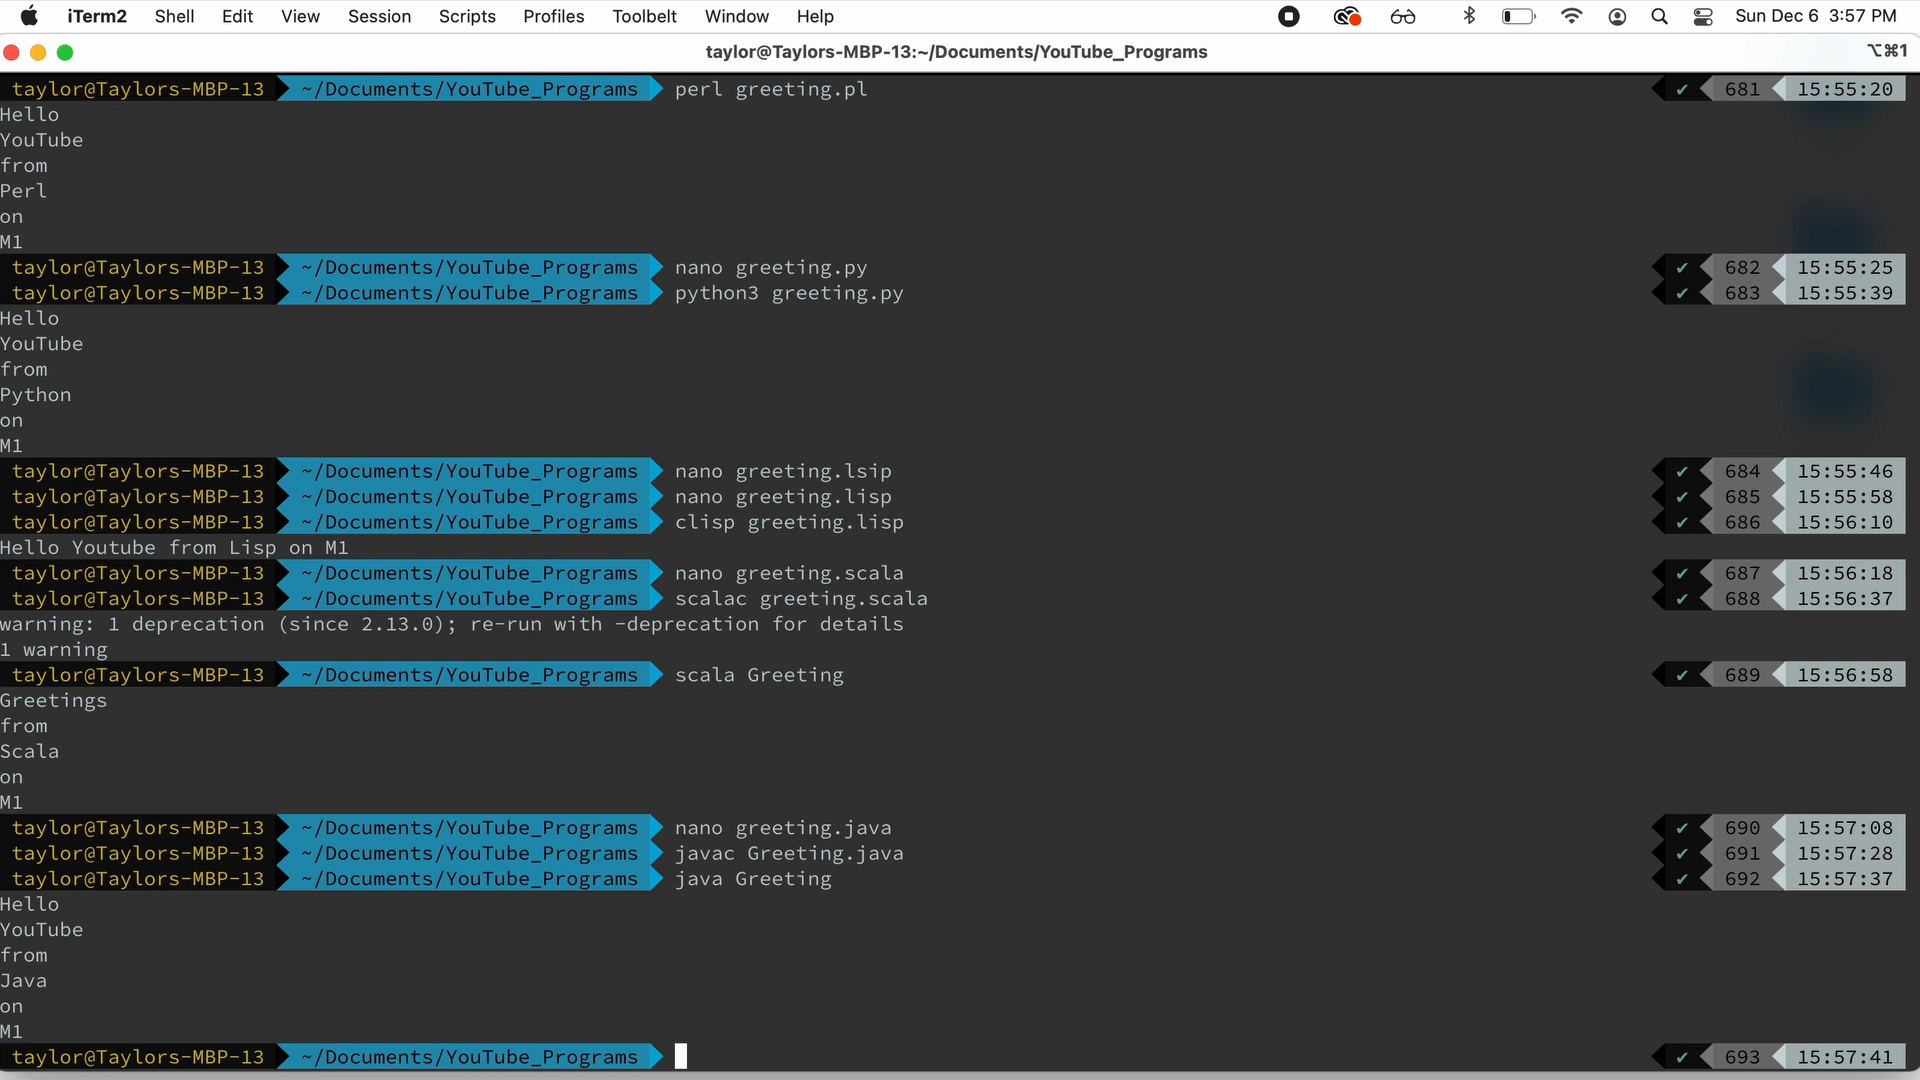 iTerm2 Shell Edit View Session Scripts Profiles Toolbelt Window Help Sun Dec 6 3:57 PM
taylor@Taylors-MBP-13:~/Documents/YouTube_Programs ⌥⌘1
taylor@Taylors-MBP-13 ~/Documents/YouTube_Programs perl greeting.pl ✔ 681 15:55:20
Hello
YouTube
from
Perl
on
M1
taylor@Taylors-MBP-13 ~/Documents/YouTube_Programs nano greeting.py ✔ 682 15:55:25
taylor@Taylors-MBP-13 ~/Documents/YouTube_Programs python3 greeting.py ✔ 683 15:55:39
Hello
YouTube
from
Python
on
M1
taylor@Taylors-MBP-13 ~/Documents/YouTube_Programs nano greeting.lsip ✔ 684 15:55:46
taylor@Taylors-MBP-13 ~/Documents/YouTube_Programs nano greeting.lisp ✔ 685 15:55:58
taylor@Taylors-MBP-13 ~/Documents/YouTube_Programs clisp greeting.lisp ✔ 686 15:56:10
Hello Youtube from Lisp on M1
taylor@Taylors-MBP-13 ~/Documents/YouTube_Programs nano greeting.scala ✔ 687 15:56:18
taylor@Taylors-MBP-13 ~/Documents/YouTube_Programs scalac greeting.scala ✔ 688 15:56:37
warning: 1 deprecation (since 2.13.0); re-run with -deprecation for details
1 warning
taylor@Taylors-MBP-13 ~/Documents/YouTube_Programs scala Greeting ✔ 689 15:56:58
Greetings
from
Scala
on
M1
taylor@Taylors-MBP-13 ~/Documents/YouTube_Programs nano greeting.java ✔ 690 15:57:08
taylor@Taylors-MBP-13 ~/Documents/YouTube_Programs javac Greeting.java ✔ 691 15:57:28
taylor@Taylors-MBP-13 ~/Documents/YouTube_Programs java Greeting ✔ 692 15:57:37
Hello
YouTube
from
Java
on
M1
taylor@Taylors-MBP-13 ~/Documents/YouTube_Programs ✔ 693 15:57:41